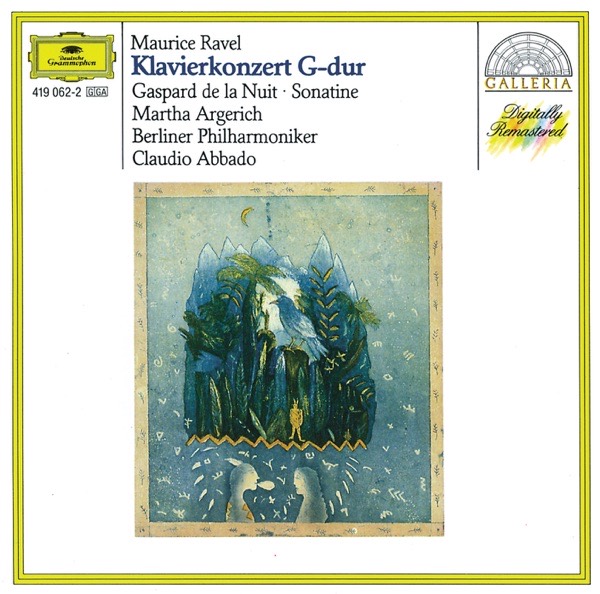 Deutsche
Grammophon
419 062-2 GGA
Maurice Ravel
Klavierkonzert G-dur
Gaspard de la Nuit · Sonatine
Martha Argerich
Berliner Philharmoniker
Claudio Abbado
GALLERIA
Digitally
Remastered